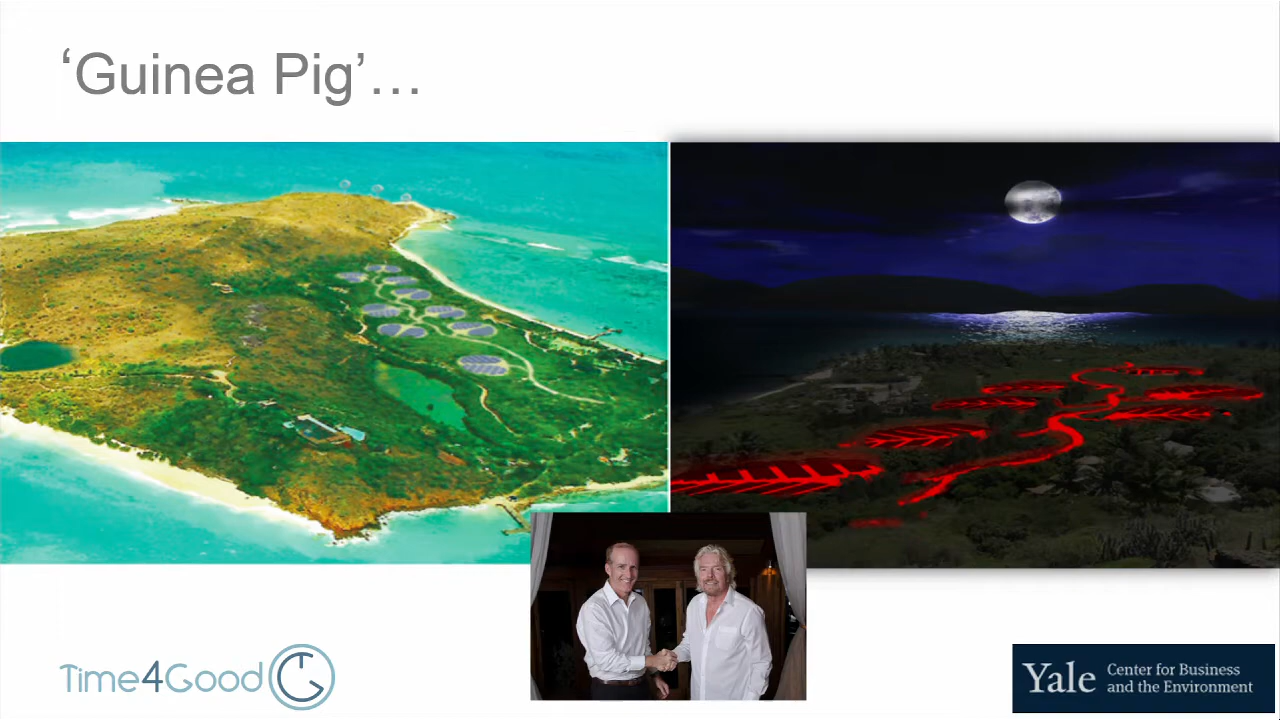 ‘Guinea Pig’…
Time4Good
Yale
Center for Business
and the Environment